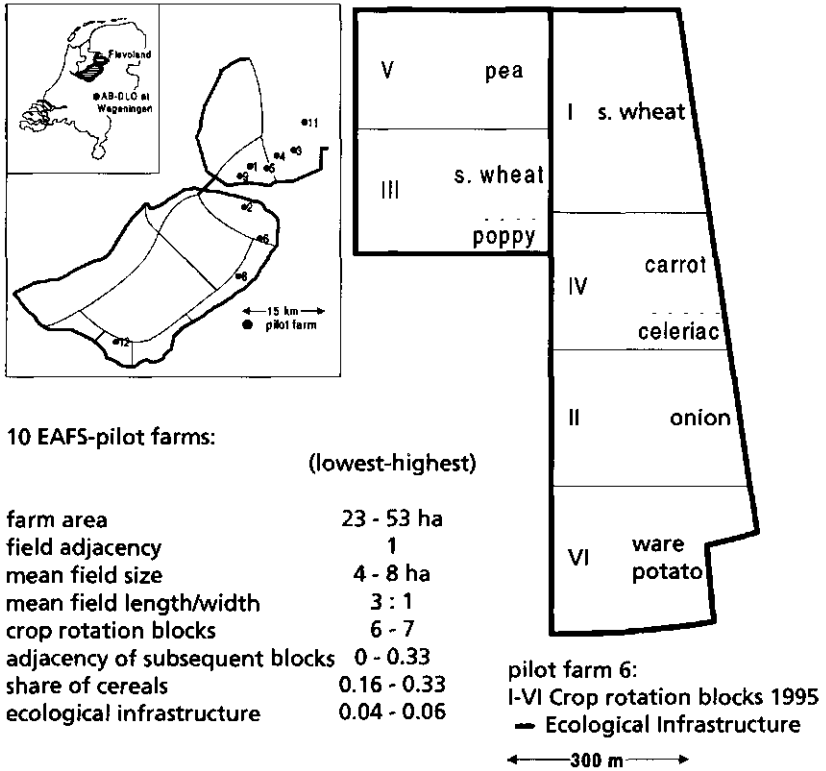 Flevoland
AB-DLO at
Wageningen
11
3
4
1
5
9
2
6
8
12
15 km
pilot farm
V pea
I s. wheat
III s. wheat
poppy
IV carrot
celeriac
II onion
VI ware
potato
10 EAFS-pilot farms:
(lowest-highest)
farm area 23 - 53 ha
field adjacency 1
mean field size 4 - 8 ha
mean field length/width 3 : 1
crop rotation blocks 6 - 7
adjacency of subsequent blocks 0 - 0.33
share of cereals 0.16 - 0.33
ecological infrastructure 0.04 - 0.06
pilot farm 6:
I-VI Crop rotation blocks 1995
Ecological Infrastructure
300 m